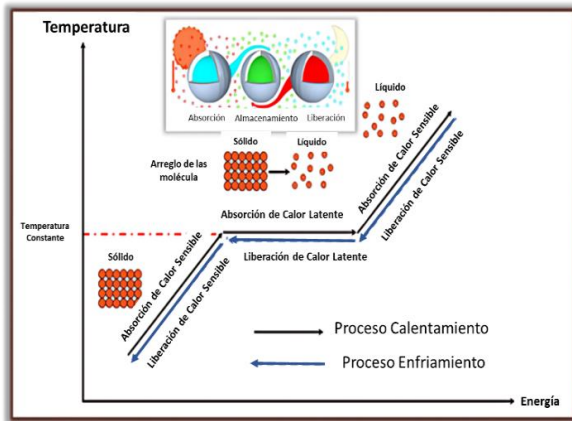 Temperatura
Absorción Almacenamiento Liberación
Sólido
Líquido
Arreglo de las
molécula
Líquido
Absorción de Calor Sensible
Liberación de Calor Sensible
Absorción de Calor Latente
Temperatura
Constante
Liberación de Calor Latente
Sólido
Absorción de Calor Sensible
Liberación de Calor Sensible
Proceso Calentamiento
Proceso Enfriamiento
Energía